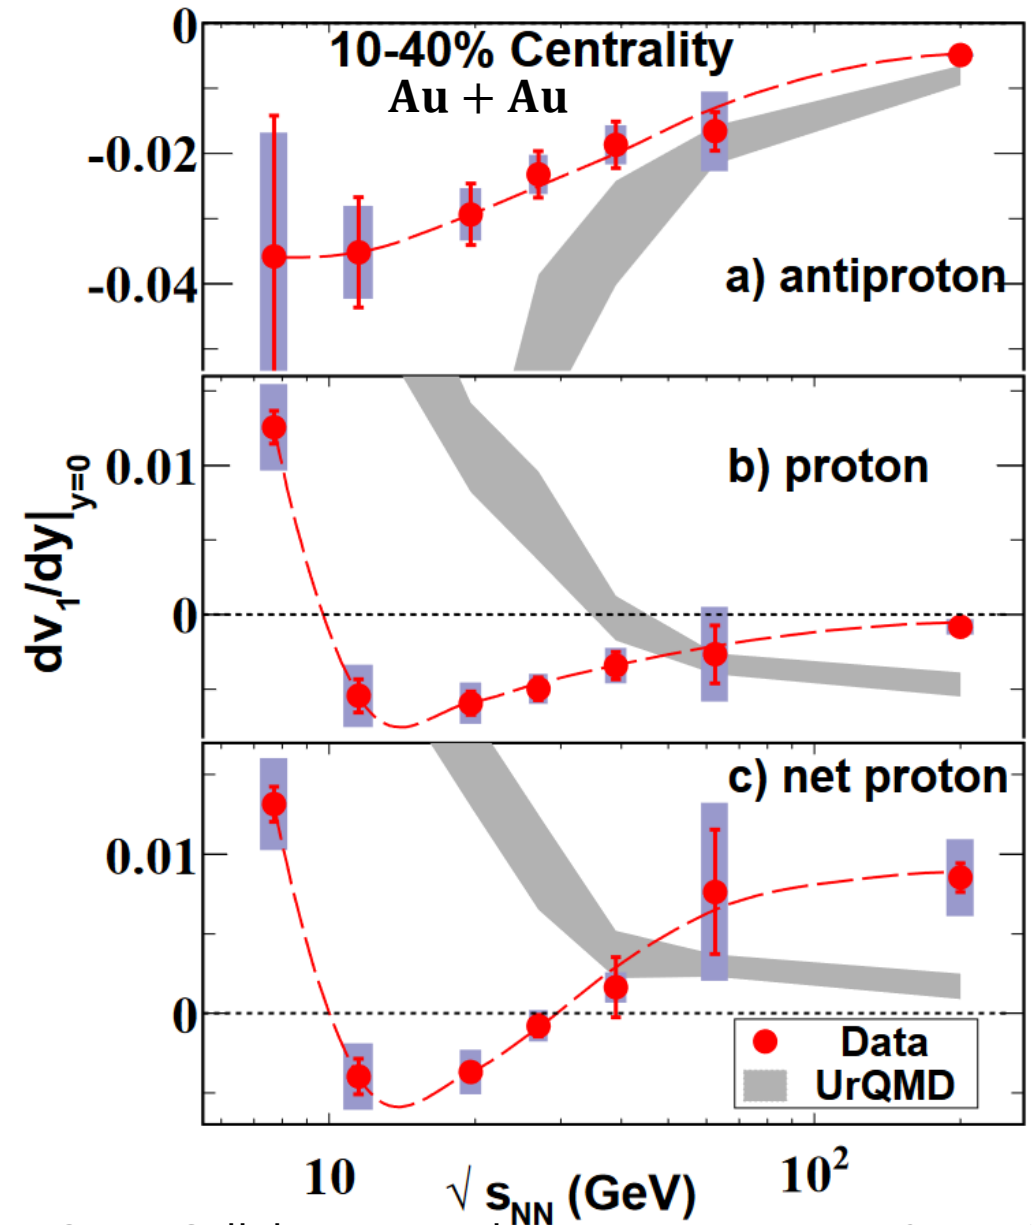 0
10-40% Centrality
Au + Au
-0.02
-0.04
a) antiproton
0.01
b) proton
0
dv1/dy|y=0
c) net proton
0.01
0
Data
UrQMD
10
10²
√ sNN (GeV)